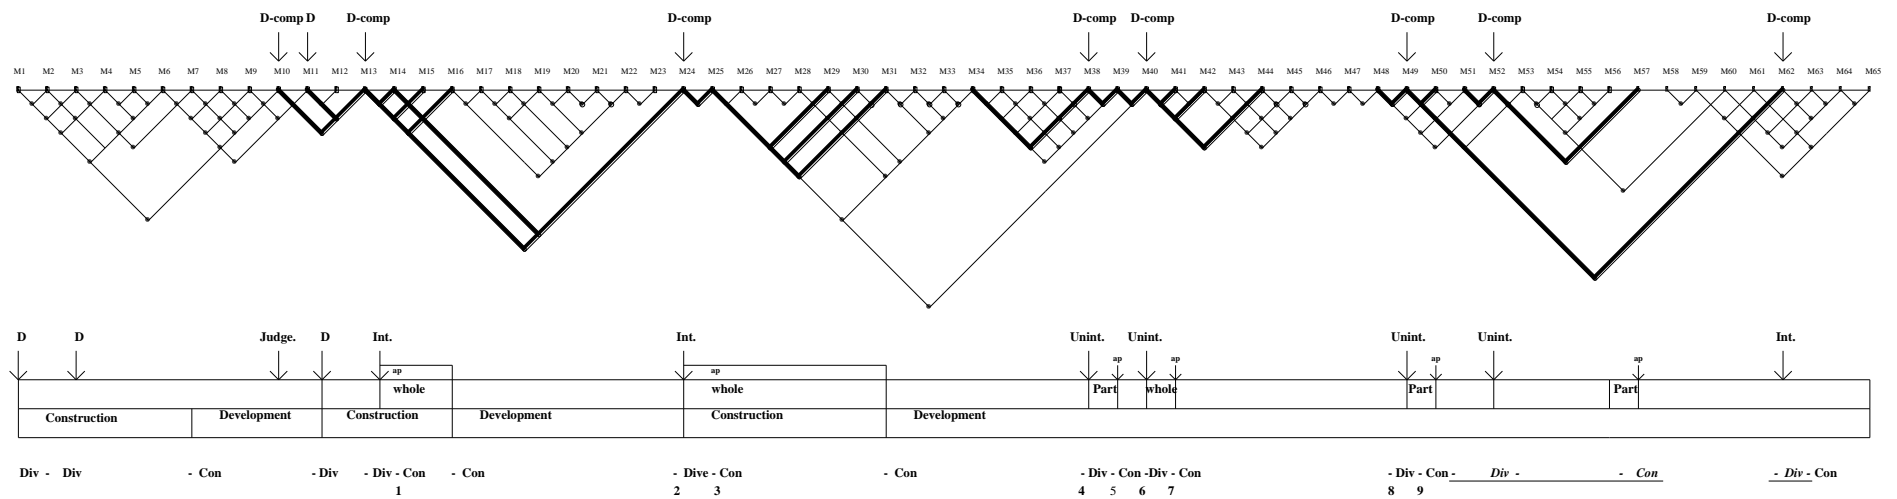 D-comp D D-comp D-comp D-comp D-comp D-comp D-comp D-comp
M1 M2 M3 M4 M5 M6 M7 M8 M9 M10 M11 M12 M13 M14 M15 M16 M17 M18 M19 M20 M21 M22 M23 M24 M25 M26 M27 M28 M29 M30 M31 M32 M33 M34 M35 M36 M37 M38 M39 M40 M41 M42 M43 M44 M45 M46 M47 M48 M49 M50 M51 M52 M53 M54 M55 M56 M57 M58 M59 M60 M61 M62 M63 M64 M65
D D Judge. D Int. Int. Unint. Unint. Unint. Unint. Int.
ap ap ap ap ap ap
whole whole Part whole Part Part
Construction Development Construction Development Construction Development
Div - Div - Con - Div - Div - Con - Con - Dive - Con - Con - Div - Con -Div - Con - Div - Con - Div - - Con - Div - Con
1 2 3 4 5 6 7 8 9